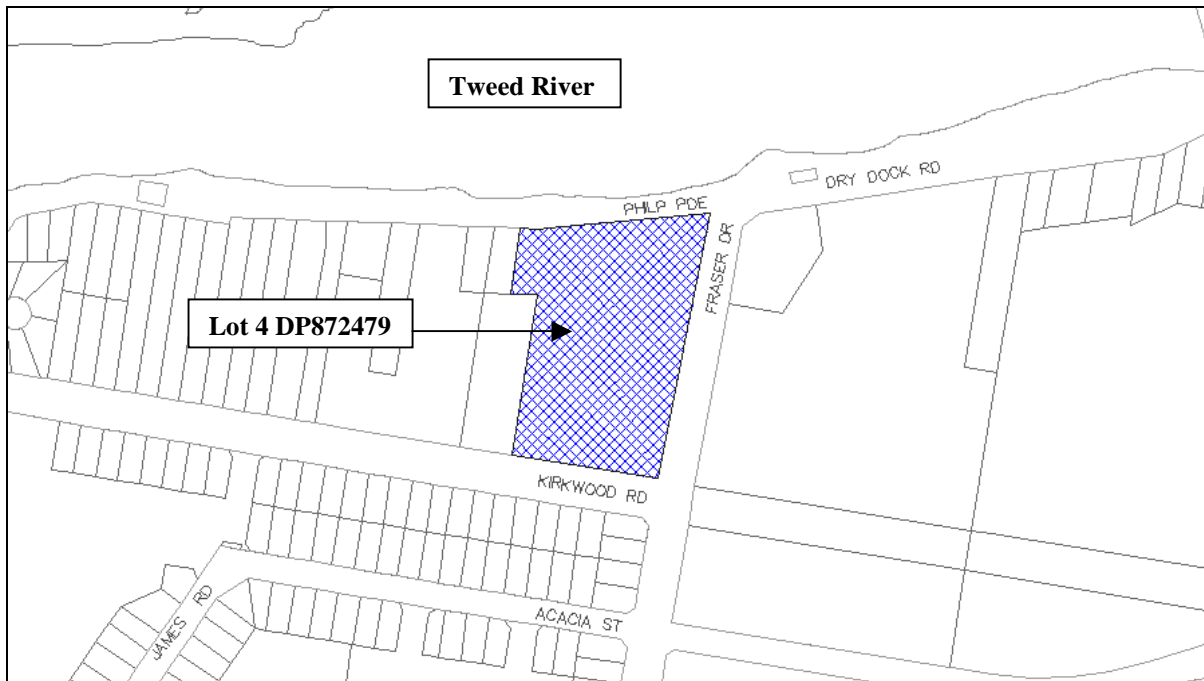 Tweed River
DRY DOCK RD
PHILP PDE
FRASER DR
Lot 4 DP872479
KIRKWOOD RD
ACACIA ST
JAMES RD